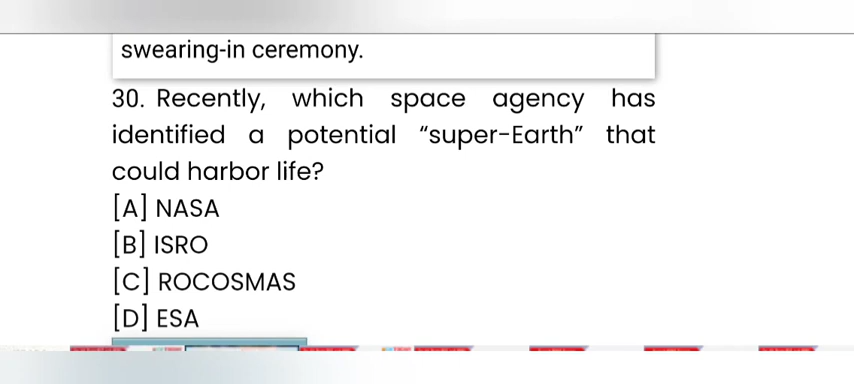 swearing-in ceremony.
30. Recently, which space agency has
identified a potential “super-Earth” that
could harbor life?
[A] NASA
[B] ISRO
[C] ROCOSMAS
[D] ESA